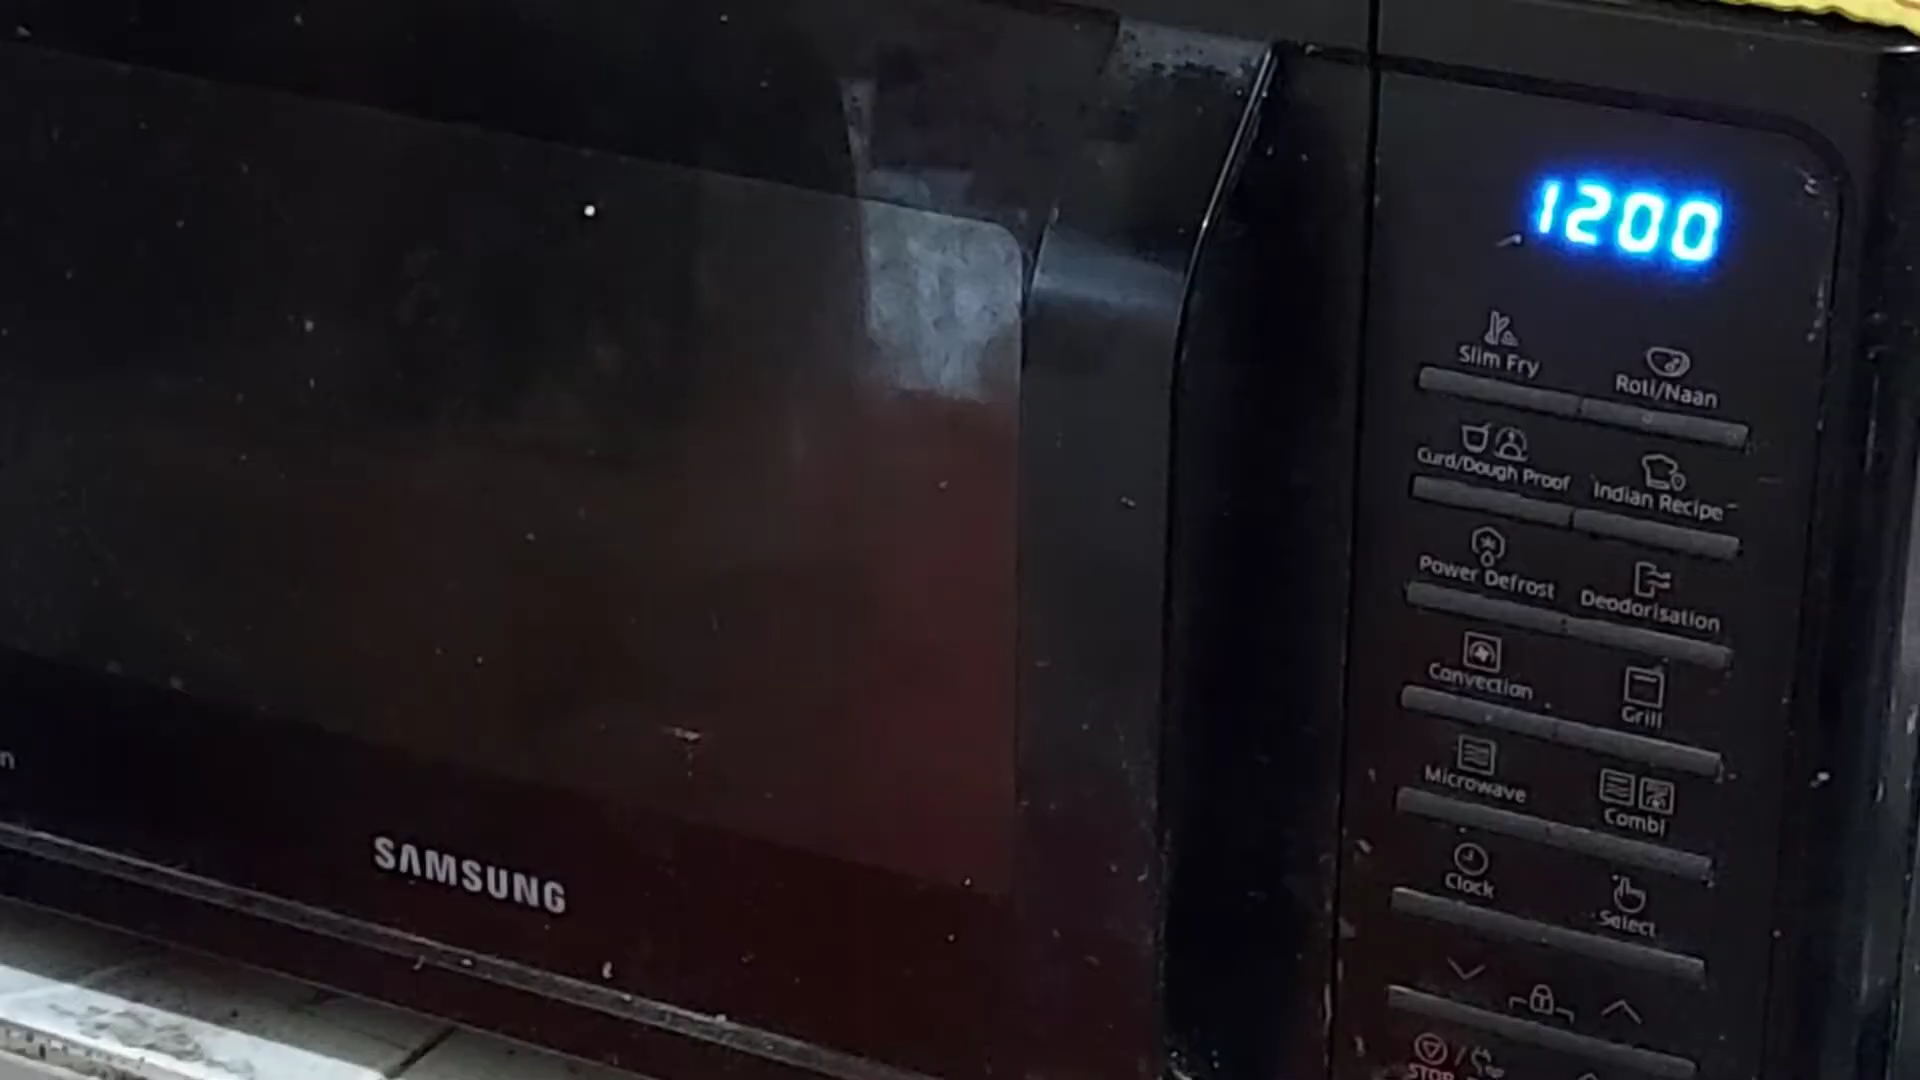 1200
Slim Fry
Roti/Naan
Curd/Dough Proof
Indian Recipe
Power Defrost
Deodorisation
Convection
Grill
Microwave
Combi
Clock
Select
n
SAMSUNG
STOP